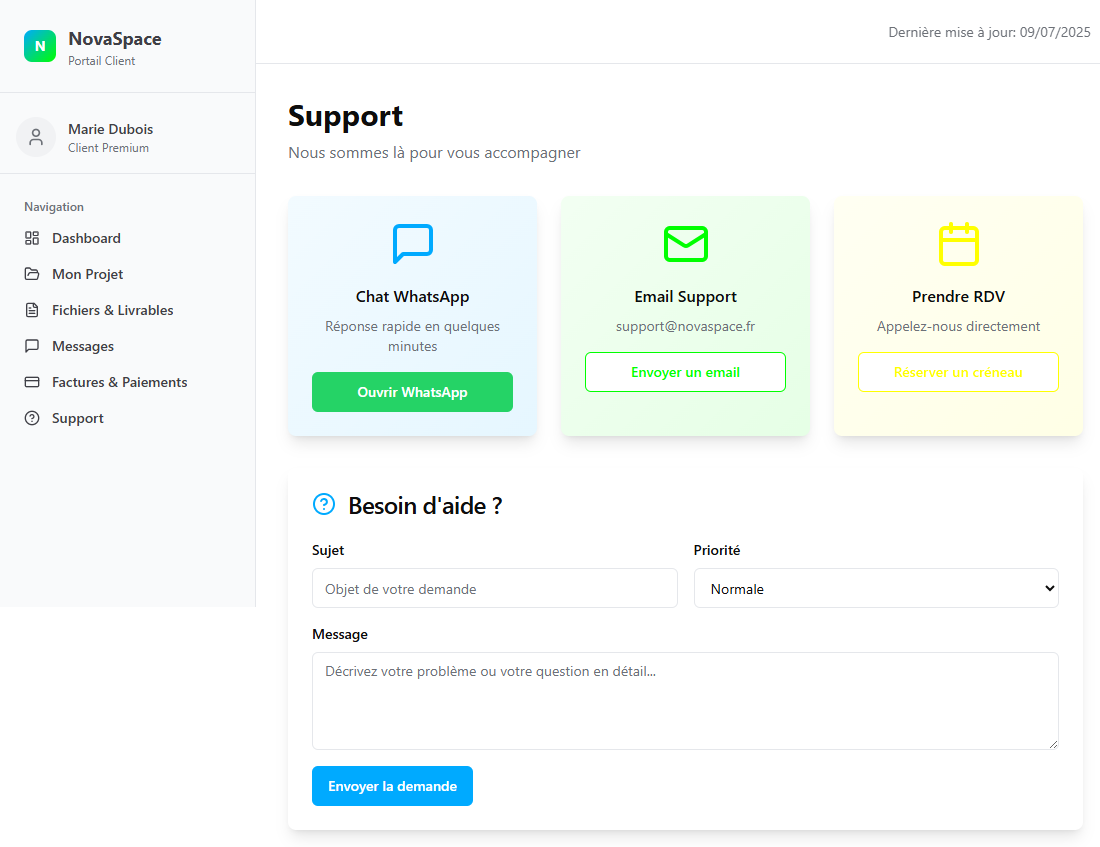 N
NovaSpace
Portail Client
Dernière mise à jour: 09/07/2025
Marie Dubois
Client Premium
Navigation
Dashboard
Mon Projet
Fichiers & Livrables
Messages
Factures & Paiements
Support
Support
Nous sommes là pour vous accompagner
Chat WhatsApp
Réponse rapide en quelques
minutes
Ouvrir WhatsApp
Email Support
support@novaspace.fr
Envoyer un email
Prendre RDV
Appelez-nous directement
Réserver un créneau
Besoin d'aide ?
Sujet
Objet de votre demande
Priorité
Normale
Message
Décrivez votre problème ou votre question en détail...
Envoyer la demande